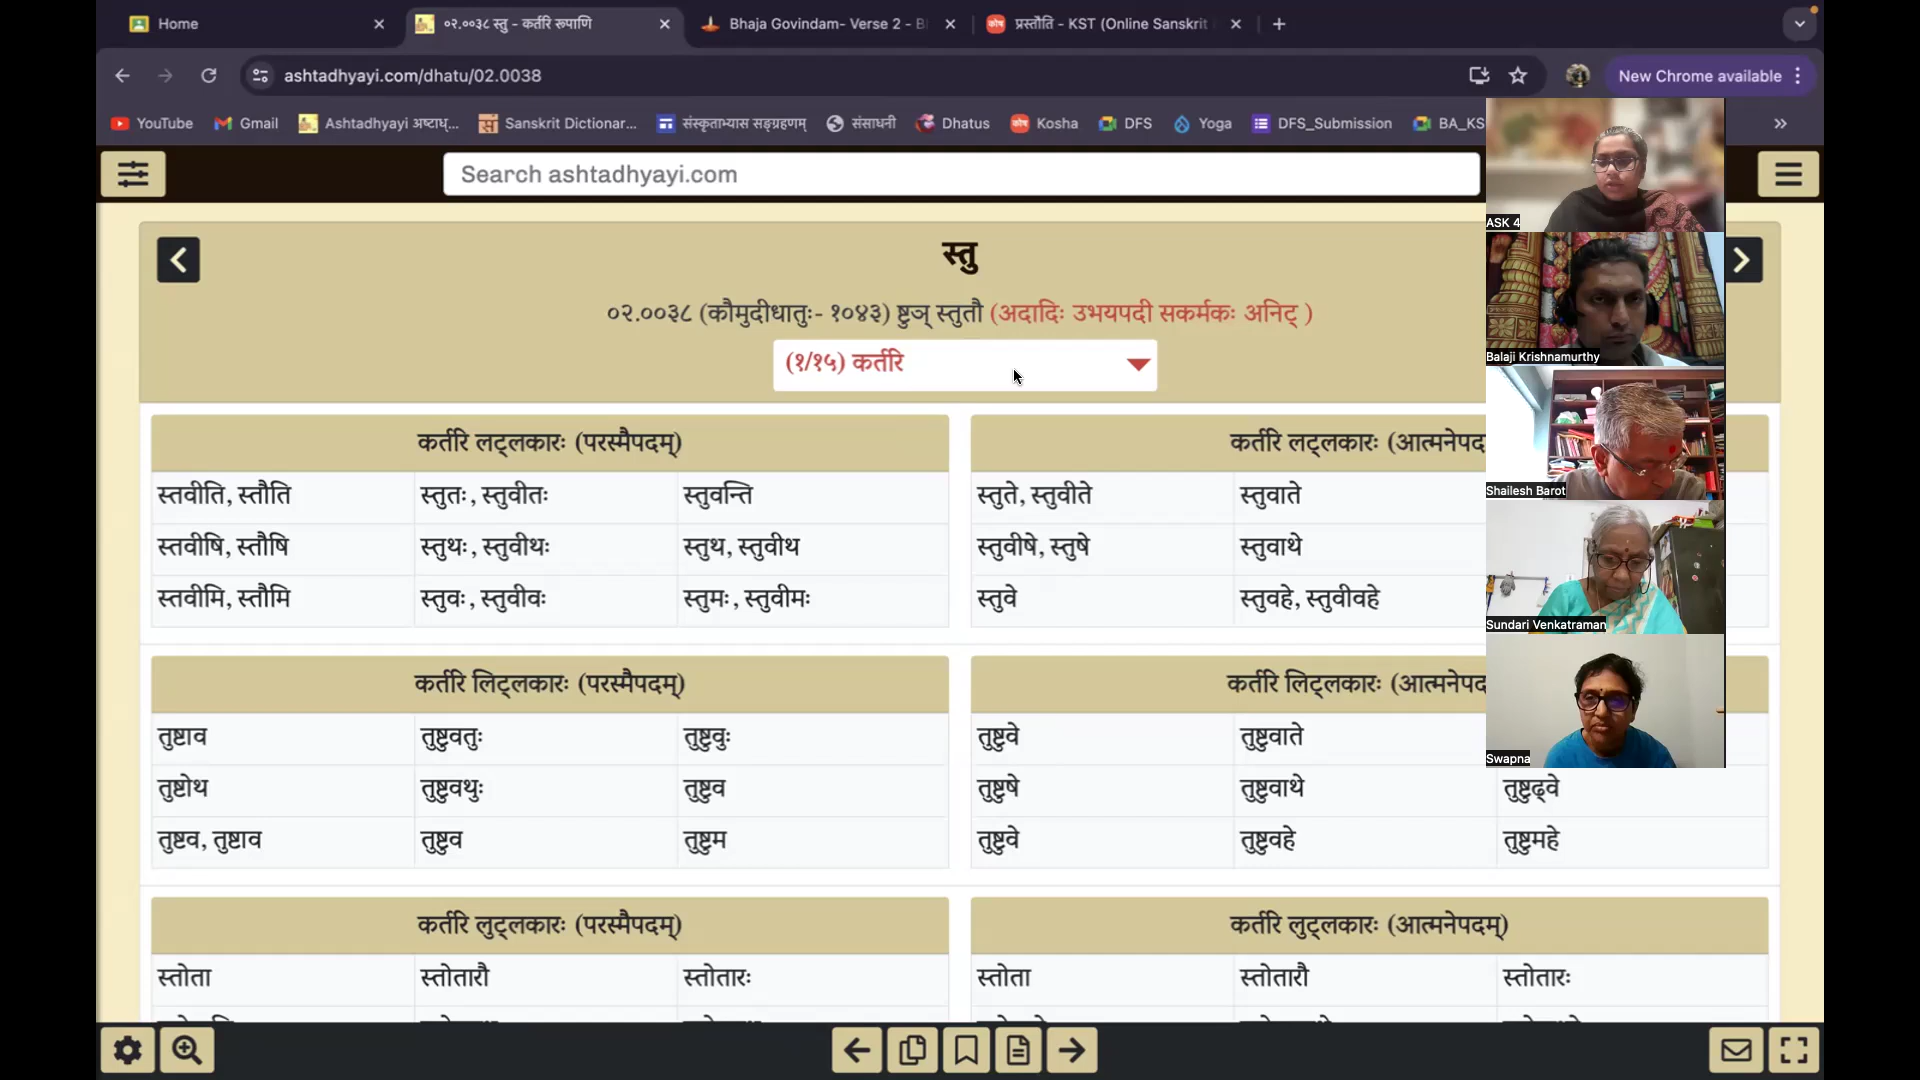 Home
०२.००३८ स्तु - कर्तरि रूपाणि
Bhaja Govindam- Verse 2 - B
प्रस्तौति - KST (Online Sanskrit
ashtadhyayi.com/dhatu/02.0038
New Chrome available
YouTube
Gmail
Ashtadhyayi अष्टाध्...
Sanskrit Dictionar...
संस्कृताभ्यास सङ्ग्रहणम्
संसाधनी
Dhatus
Kosha
DFS
Yoga
DFS_Submission
BA_KS
Search ashtadhyayi.com
स्तु
०२.००३८ (कौमुदीधातुः- १०४३) ष्टुञ् स्तुतौ (अदादिः उभयपदी सकर्मकः अनिट् )
(१/१५) कर्तरि
कर्तरि लट्लकारः (परस्मैपदम्)
स्तवीति, स्तौति स्तुतः , स्तुवीतः स्तुवन्ति
स्तवीषि, स्तौषि स्तुथः , स्तुवीथः स्तुथ, स्तुवीथ
स्तवीमि, स्तौमि स्तुवः , स्तुवीवः स्तुमः , स्तुवीमः
कर्तरि लट्लकारः (आत्मनेपद
स्तुते, स्तुवीते स्तुवाते
स्तुवीषे, स्तुषे स्तुवाथे
स्तुवे स्तुवहे, स्तुवीवहे
कर्तरि लिट्लकारः (परस्मैपदम्)
तुष्टाव तुष्टुवतुः तुष्टुवुः
तुष्टोथ तुष्टुवथुः तुष्टुव
तुष्टव, तुष्टाव तुष्टुव तुष्टुम
कर्तरि लिट्लकारः (आत्मनेपद
तुष्टुवे तुष्टुवाते
तुष्टुषे तुष्टुवाथे तुष्टुढ्वे
तुष्टुवे तुष्टुवहे तुष्टुमहे
कर्तरि लुट्लकारः (परस्मैपदम्)
स्तोता स्तोतारौ स्तोतारः
कर्तरि लुट्लकारः (आत्मनेपदम्)
स्तोता स्तोतारौ स्तोतारः
ASK 4
Balaji Krishnamurthy
Shailesh Barot
Sundari Venkatraman
Swapna